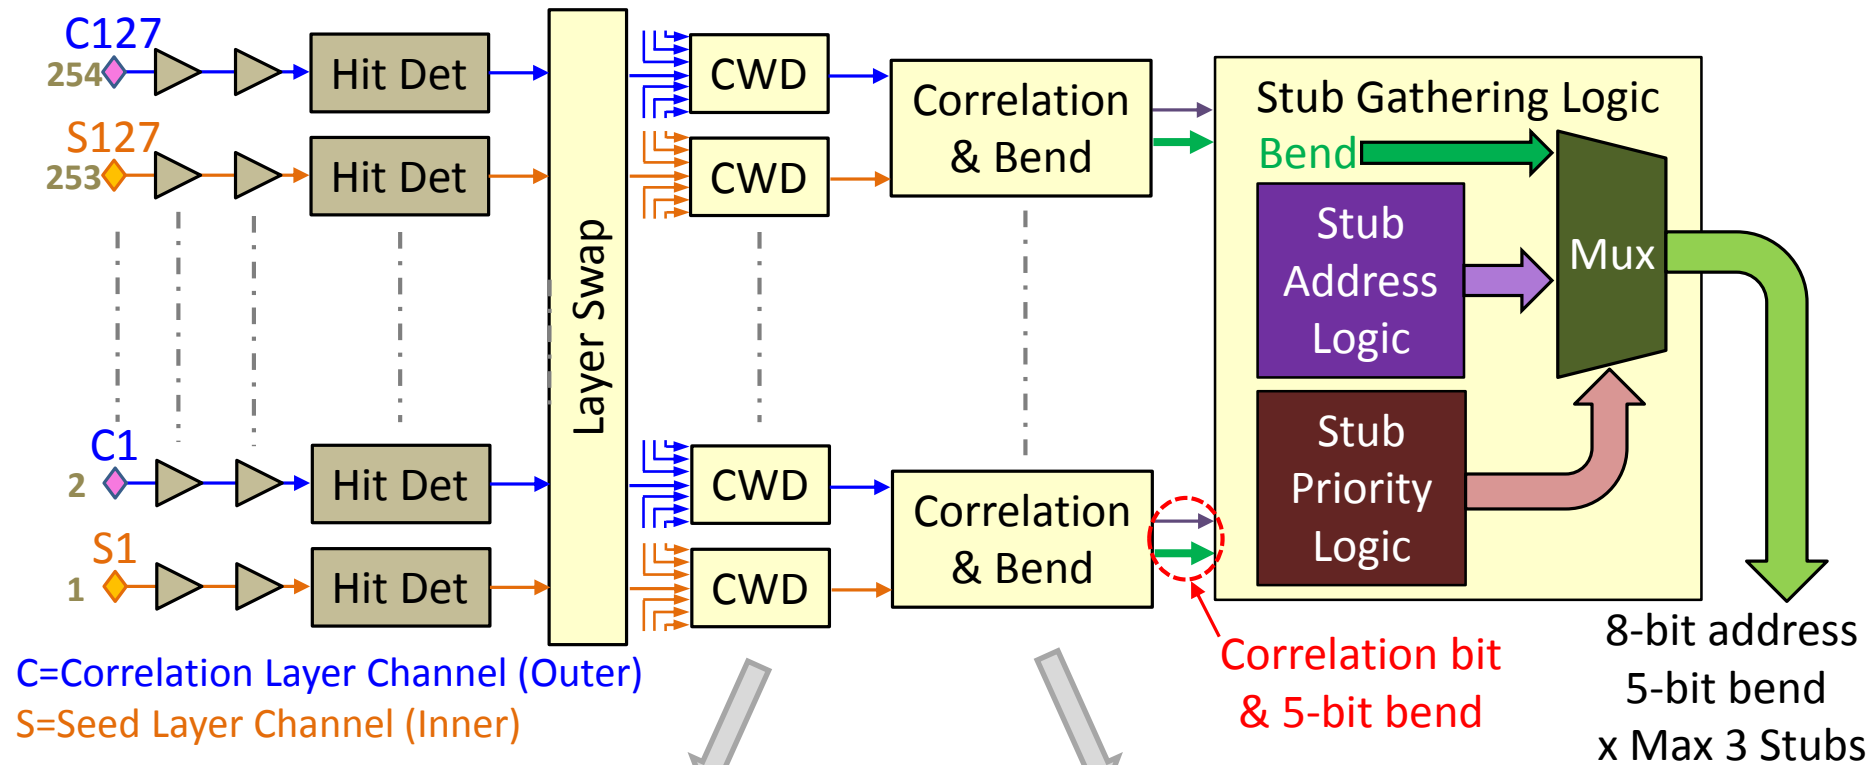 C127
254
Hit Det
CWD
S127
253
Hit Det
CWD
Correlation
& Bend
Layer Swap
Stub Gathering Logic
Bend
Stub
Address
Logic
Mux
Stub
Priority
Logic
C1
2
Hit Det
CWD
S1
1
Hit Det
CWD
Correlation
& Bend
C=Correlation Layer Channel (Outer)
S=Seed Layer Channel (Inner)
Correlation bit
& 5-bit bend
8-bit address
5-bit bend
x Max 3 Stubs